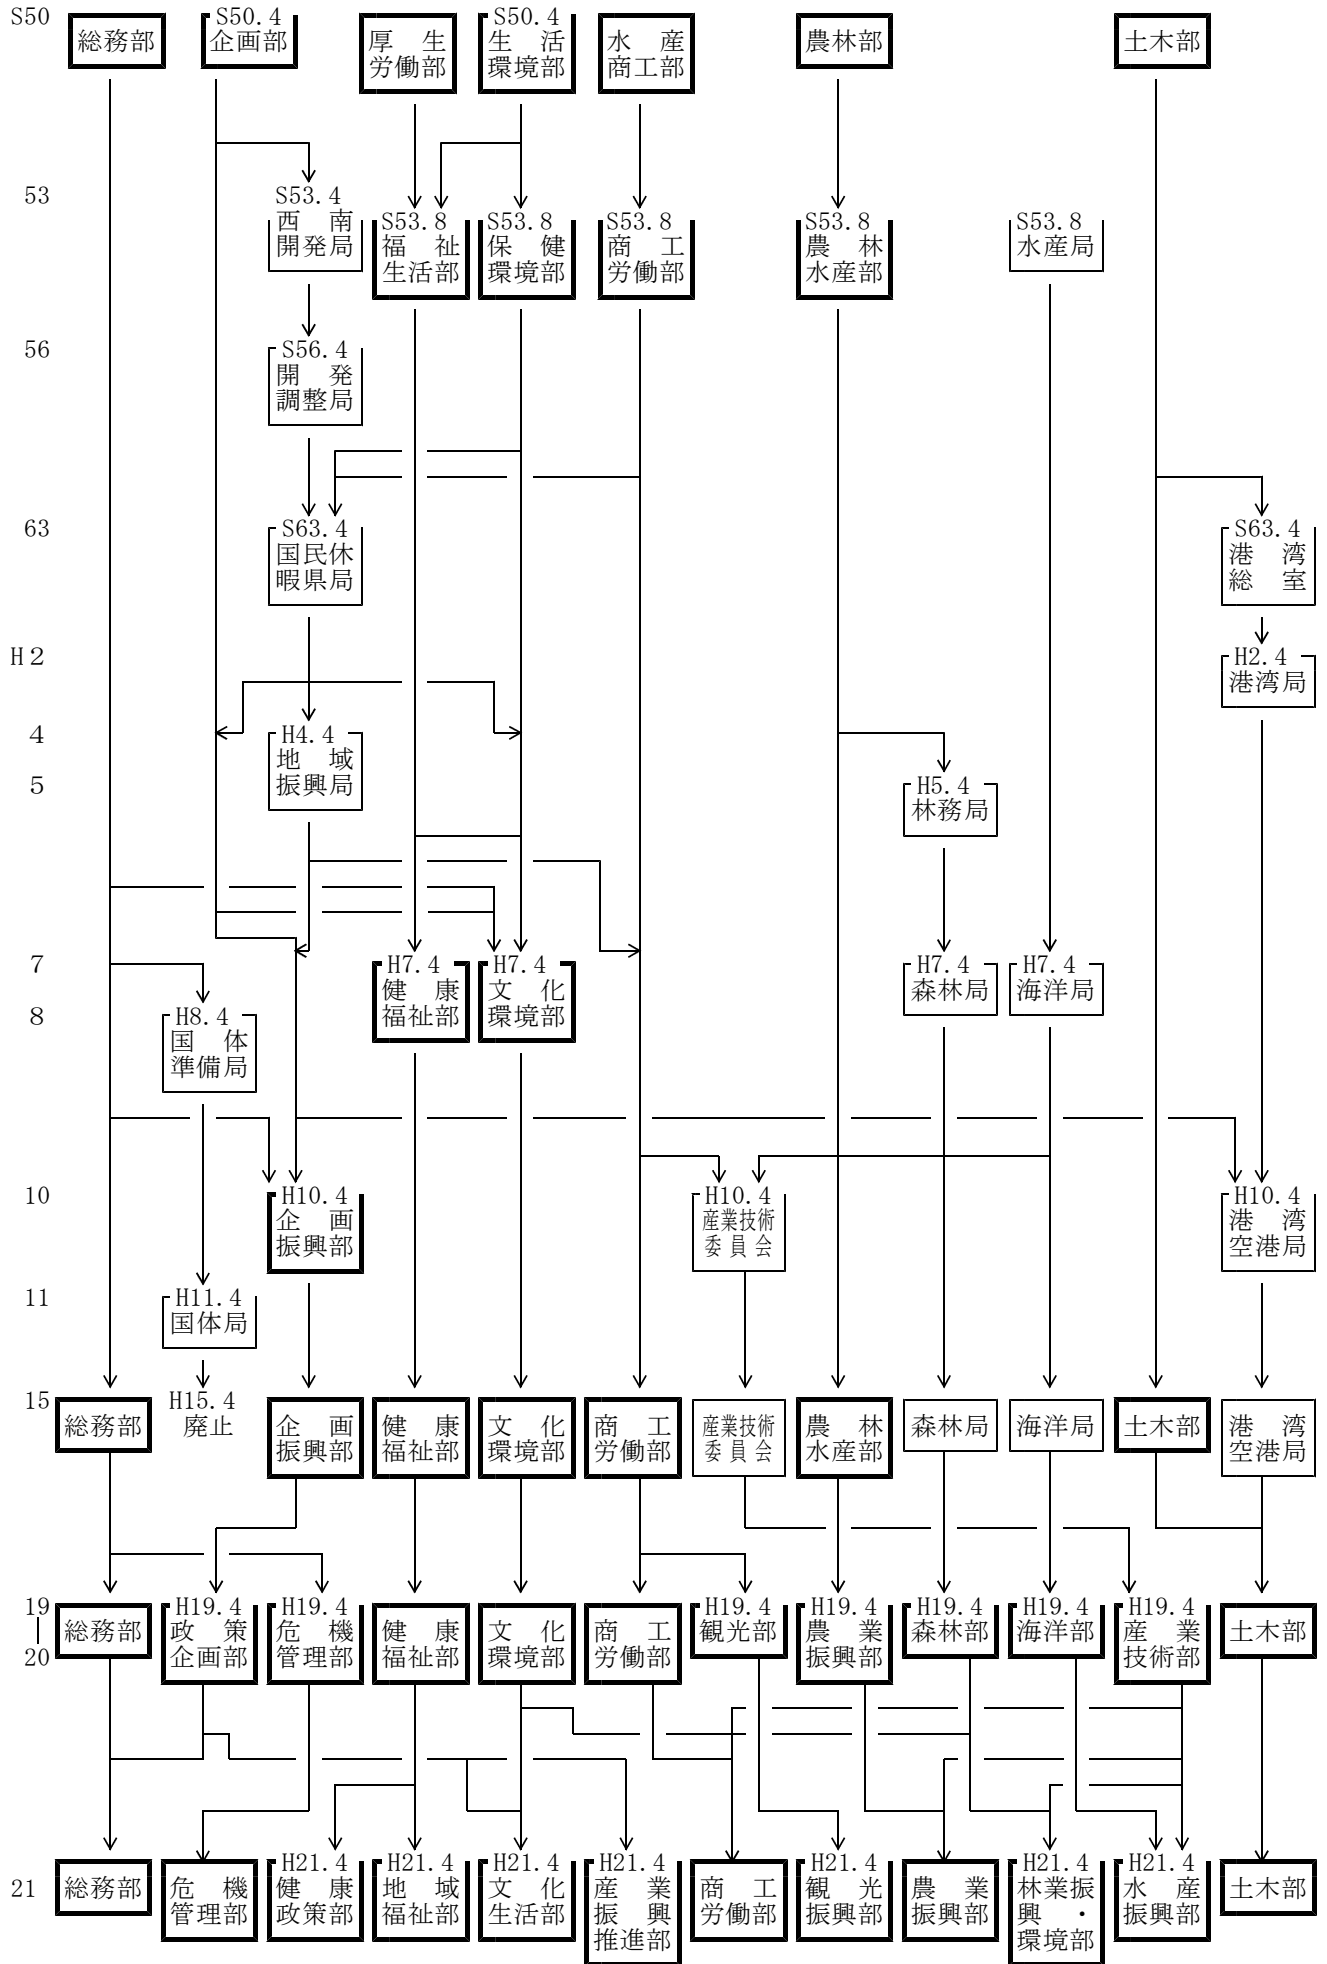 S50
総務部
S50.4
企画部
厚　生
労働部
S50.4
生　活
環境部
水　産
商工部
農林部
土木部
53
S53.4
西　南
開発局
S53.8
福　祉
生活部
S53.8
保　健
環境部
S53.8
商　工
労働部
S53.8
農　林
水産部
S53.8
水産局
56
S56.4
開　発
調整局
63
S63.4
国民休
暇県局
S63.4
港　湾
総　室
H2
H2.4
港湾局
4
H4.4
地　域
振興局
5
H5.4
林務局
7
H7.4
健　康
福祉部
H7.4
文　化
環境部
H7.4
森林局
H7.4
海洋局
8
H8.4
国　体
準備局
10
H10.4
企　画
振興部
H10.4
産業技術
委員会
H10.4
港　湾
空港局
11
H11.4
国体局
15
総務部
H15.4
廃止
企　画
振興部
健　康
福祉部
文　化
環境部
商　工
労働部
産業技術
委員会
農　林
水産部
森林局
海洋局
土木部
港　湾
空港局
19
|
20
総務部
H19.4
政　策
企画部
H19.4
危　機
管理部
健　康
福祉部
文　化
環境部
商　工
労働部
H19.4
観光部
H19.4
農　業
振興部
H19.4
森林部
H19.4
海洋部
H19.4
産　業
技術部
土木部
21
総務部
危　機
管理部
H21.4
健　康
政策部
H21.4
地　域
福祉部
H21.4
文　化
生活部
H21.4
産　業
振　興
推進部
商　工
労働部
H21.4
観　光
振興部
農　業
振興部
H21.4
林業振
興　・
環境部
H21.4
水　産
振興部
土木部